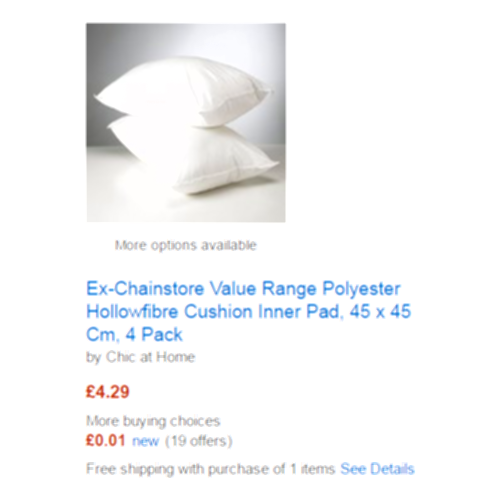 More options available
Ex-Chainstore Value Range Polyester
Hollowfibre Cushion Inner Pad, 45 x 45
Cm, 4 Pack
by Chic at Home
£4.29
More buying choices
£0.01 new (19 offers)
Free shipping with purchase of 1 items See Details